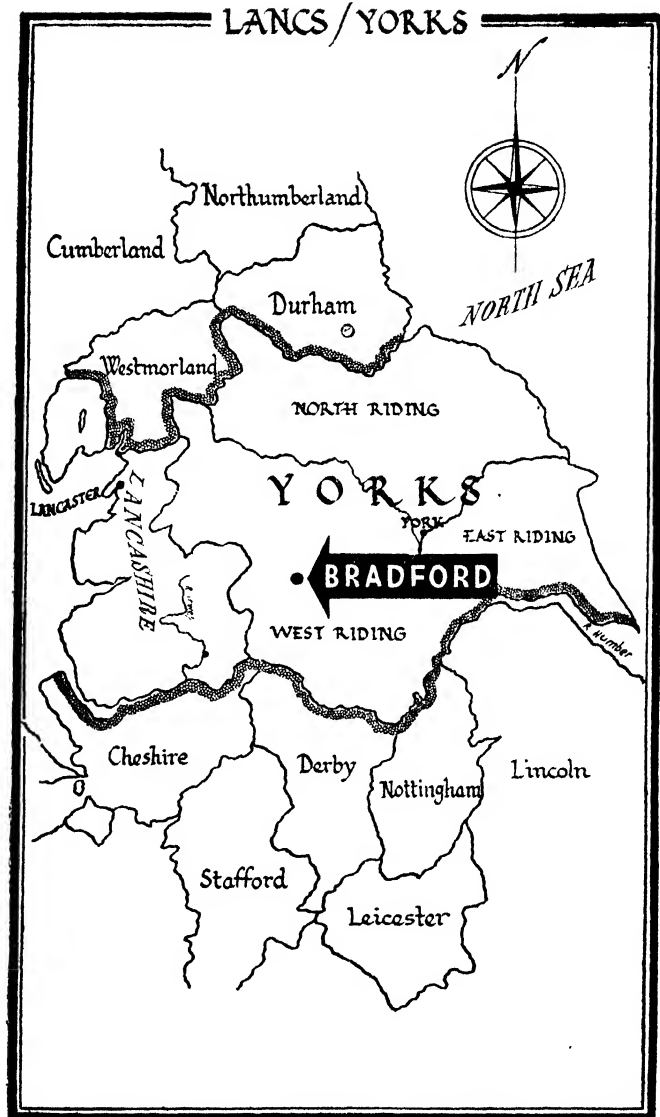 LANCS/YORKS
N
Northumberland
Cumberland
NORTH SEA
Durham
Westmorland
NORTH RIDING
YORKS
LANCASTER
YORK
LANCASHIRE
EAST RIDING
BRADFORD
WEST RIDING
R Humber
Cheshire
Derby
Lincoln
Nottingham
Stafford
Leicester